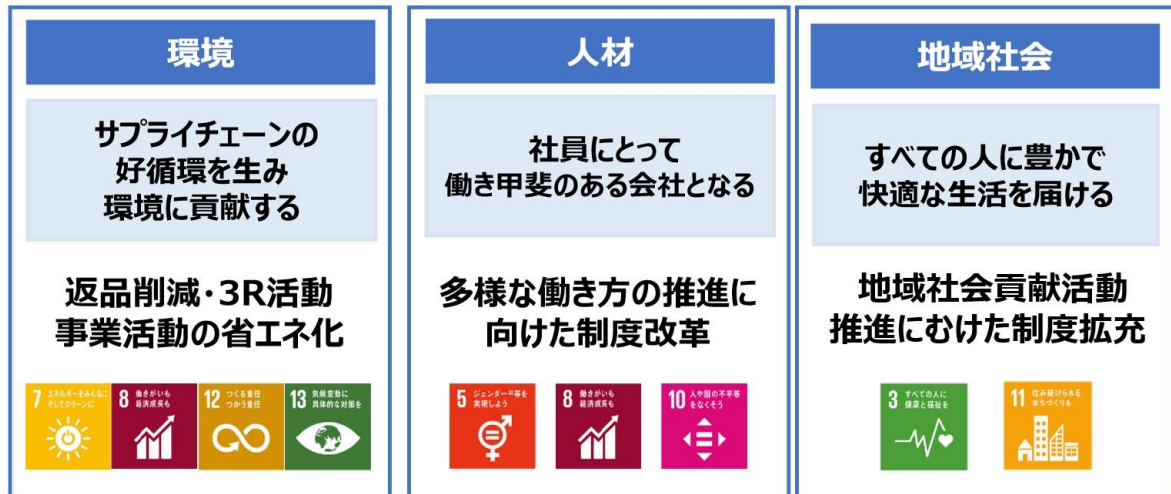 環境
サプライチェーンの
好循環を生み
環境に貢献する
返品削減・3R活動
事業活動の省エネ化
7 エネルギーをみんなに
そしてクリーンに
8 働きがいも
経済成長も
12 つくる責任
つかう責任
13 気候変動に
具体的な対策を
人材
社員にとって
働き甲斐のある会社となる
多様な働き方の推進に
向けた制度改革
5 ジェンダー平等を
実現しよう
8 働きがいも
経済成長も
10 人や国の不平等
をなくそう
地域社会
すべての人に豊かで
快適な生活を届ける
地域社会貢献活動
推進にむけた制度拡充
3 すべての人に
健康と福祉を
11 住み続けられる
まちづくりを